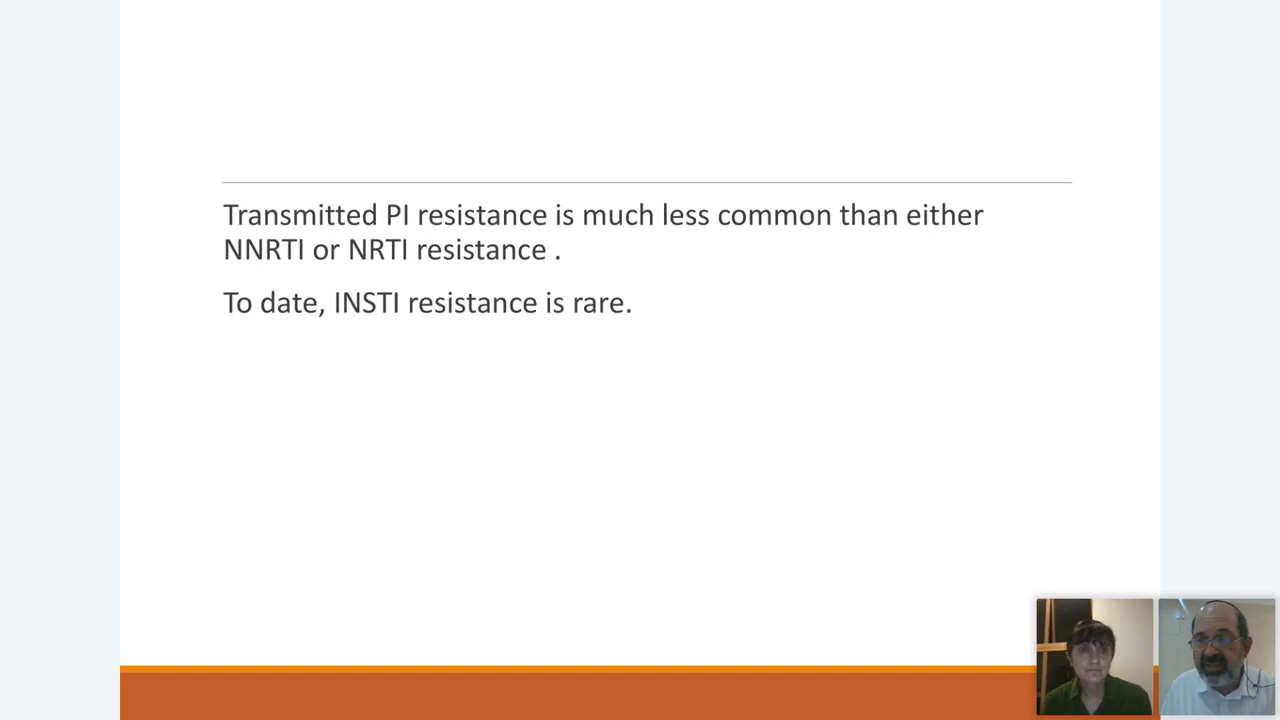 Transmitted PI resistance is much less common than either
NNRTI or NRTI resistance .
To date, INSTI resistance is rare.